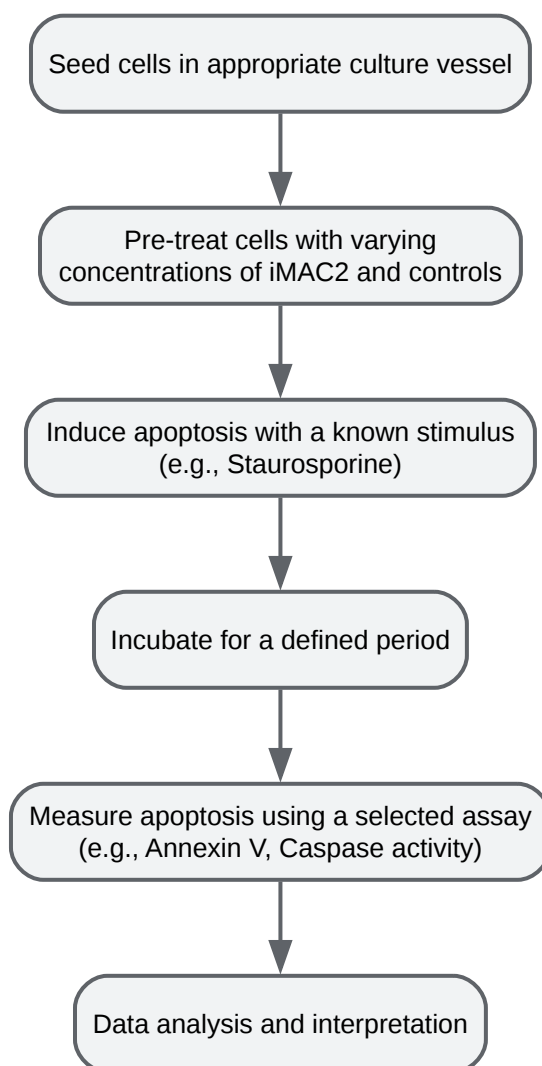 Seed cells in appropriate culture vessel
Pre-treat cells with varying
concentrations of iMAC2 and controls
Induce apoptosis with a known stimulus
(e.g., Staurosporine)
Incubate for a defined period
Measure apoptosis using a selected assay
(e.g., Annexin V, Caspase activity)
Data analysis and interpretation